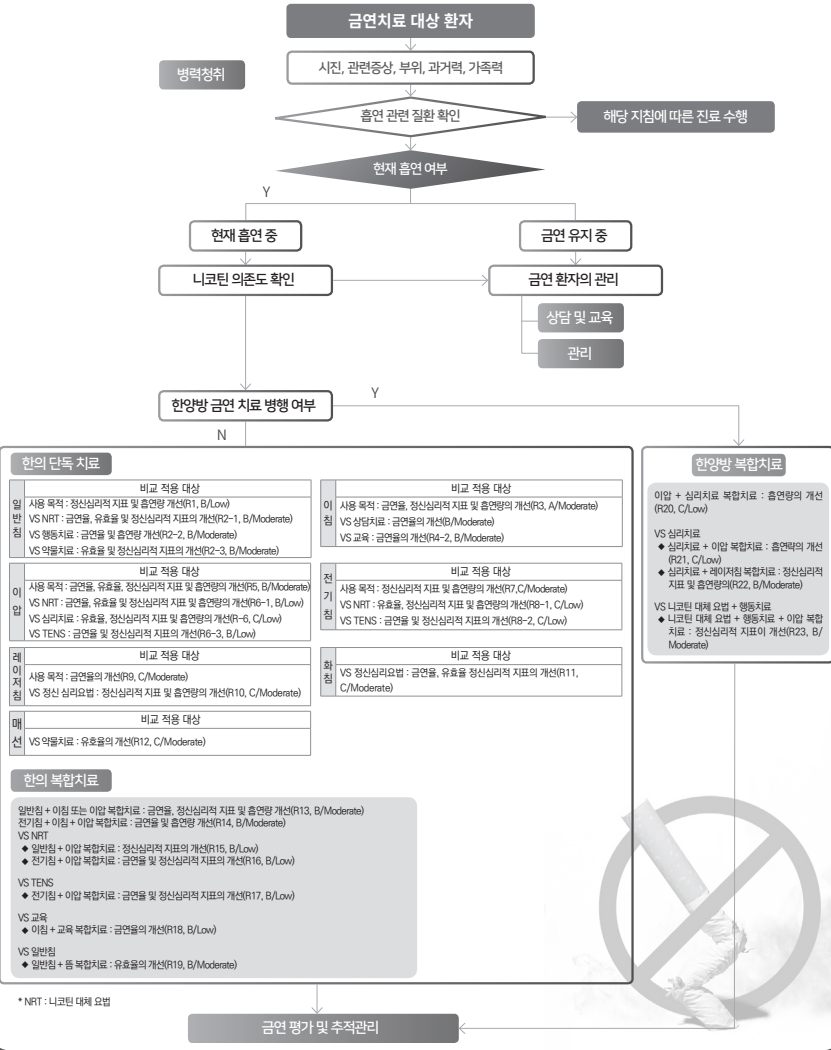 금연치료 대상 환자
병력청취
시진, 관련증상, 부위, 과거력, 가족력
흡연 관련 질환 확인
해당 지침에 따른 진료 수행
현재 흡연 여부
Y
현재 흡연 중
금연 유지 중
니코틴 의존도 확인
금연 환자의 관리
상담 및 교육
관리
한양방 금연 치료 병행 여부
Y
N
한의 단독 치료
일반침
비교 적용 대상
사용 목적 : 정신심리적 지표 및 흡연량 개선(R1, B/Low)
VS NRT : 금연율, 유효율 및 정신심리적 지표의 개선(R2-1, B/Moderate)
VS 행동치료 : 금연율 및 흡연량 개선(R2-2, B/Moderate)
VS 약물치료 : 유효율 및 정신심리적 지표의 개선(R2-3, B/Moderate)
이침
비교 적용 대상
사용 목적 : 금연율, 정신심리적 지표 및 흡연량의 개선(R3, A/Moderate)
VS 상담치료 : 금연율의 개선(B/Moderate)
VS 교육 : 금연율의 개선(R4-2, B/Moderate)
이압
비교 적용 대상
사용 목적 : 금연율, 유효율, 정신심리적 지표 및 흡연량의 개선(R5, B/Moderate)
VS NRT : 금연율, 유효율 및 정신심리적 지표 및 흡연량의 개선(R6-1, B/Low)
VS 심리치료 : 유효율, 정신심리적 지표 및 흡연량의 개선(R-6, C/Low)
VS TENS : 금연율 및 정신심리적 지표의 개선(R6-3, B/Low)
전기침
비교 적용 대상
사용 목적 : 정신심리적 지표 및 흡연량의 개선(R7,C/Moderate)
VS NRT : 유효율, 정신심리적 지표 및 흡연량의 개선(R8-1, C/Low)
VS TENS : 금연율 및 정신심리적 지표의 개선(R8-2, C/Low)
레이저침
비교 적용 대상
사용 목적 : 금연율의 개선(R9, C/Moderate)
VS 정신 심리요법 : 정신심리적 지표 및 흡연량의 개선(R10, C/Moderate)
화침
비교 적용 대상
VS 정신심리요법 : 금연율, 유효율 정신심리적 지표의 개선(R11,
C/Moderate)
매선
비교 적용 대상
VS 약물치료 : 유호율의 개선(R12, C/Moderate)
한의 복합치료
일반침 + 이침 또는 이압 복합치료 : 금연율, 정신심리적 지표 및 흡연량 개선(R13, B/Moderate)
전기침 + 이침 + 이압 복합치료 : 금연율 및 흡연량 개선(R14, B/Moderate)
VS NRT
◆ 일반침 + 이압 복합치료 : 정신심리적 지표의 개선(R15, B/Low)
◆ 전기침 + 이압 복합치료 : 금연율 및 정신심리적 지표의 개선(R16, B/Low)
VS TENS
◆ 전기침 + 이압 복합치료 : 금연율 및 정신심리적 지표의 개선(R17, B/Low)
VS 교육
◆ 이침 + 교육 복합치료 : 금연율의 개선(R18, B/Low)
VS 일반침
◆ 일반침 + 뜸 복합치료 : 유효율의 개선(R19, B/Moderate)
한양방 복합치료
이압 + 심리치료 복합치료 : 흡연량의 개선
(R20, C/Low)
VS 심리치료
◆ 심리치료 + 이압 복합치료 : 흡연략의 개선
(R21, C/Low)
◆ 심리치료 + 레이저침 복합치료 : 정신심리적
지표 및 흡연량의(R22, B/Moderate)
VS 니코틴 대체 요법 + 행동치료
◆ 니코틴 대체 요법 + 행동치료 + 이압 복합
치료 : 정신심리적 지표이 개선(R23, B/
Moderate)
* NRT : 니코틴 대체 요법
금연 평가 및 추적관리